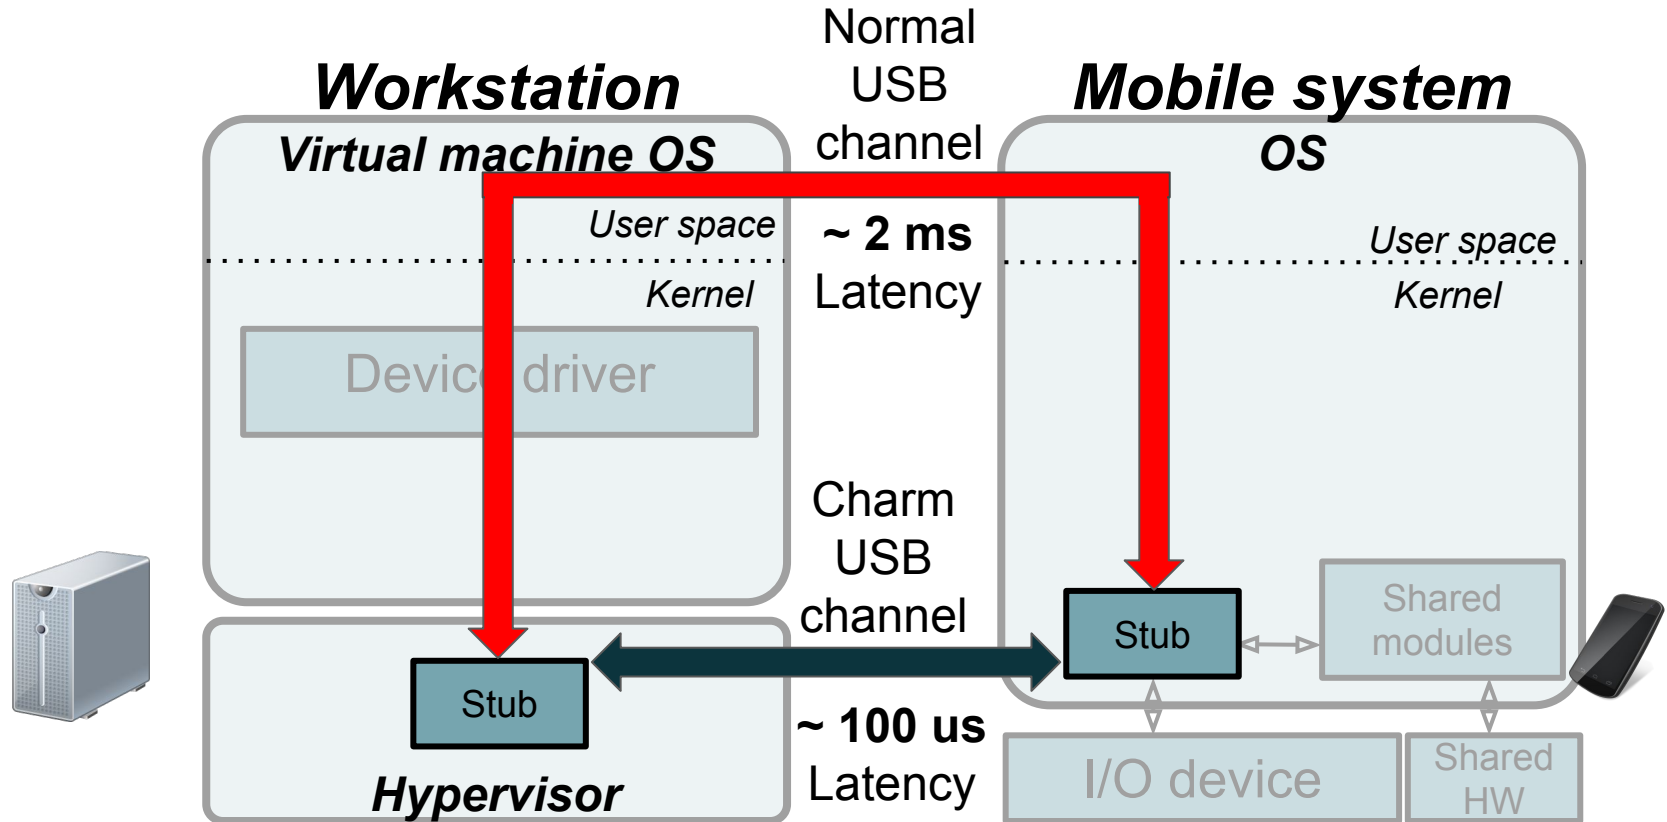 Normal
USB
channel
Workstation
Mobile system
Virtual machine OS
OS
User space
~ 2 ms
Latency
User space
Kernel
Kernel
Device driver
Charm
USB
channel
Stub
Shared
modules
Stub
~ 100 us
Latency
Hypervisor
I/O device
Shared
HW